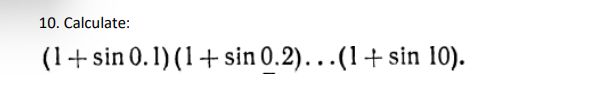 10. Calculate:
(1 + sin 0.1) (1 + sin 0.2)...(1 + sin 10).